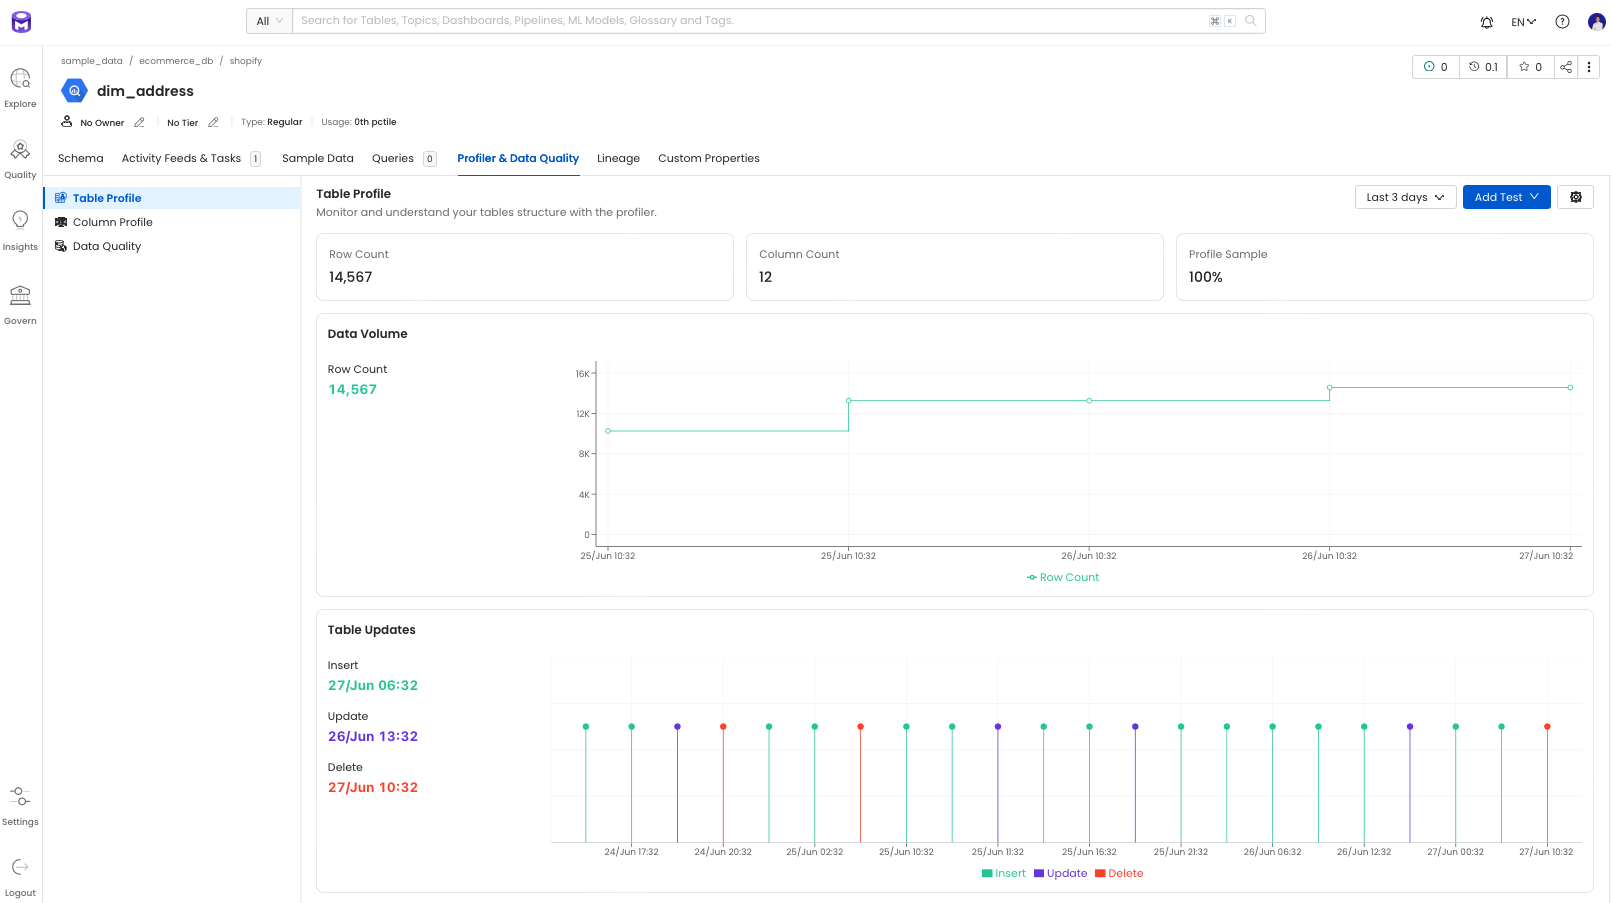 All
Search for Tables, Topics, Dashboards, Pipelines, ML Models, Glossary and Tags.
⌘ K
EN
sample_data / ecommerce_db / shopify
0 0.1 0
dim_address
No Owner No Tier Type: Regular Usage: 0th pctile
Schema Activity Feeds & Tasks 1 Sample Data Queries 0 Profiler & Data Quality Lineage Custom Properties
Explore
Quality
Insights
Govern
Settings
Logout
Table Profile
Column Profile
Data Quality
Table Profile
Monitor and understand your tables structure with the profiler.
Last 3 days Add Test
Row Count
14,567
Column Count
12
Profile Sample
100%
Data Volume
Row Count
14,567
16K
12K
8K
4K
0
25/Jun 10:32 25/Jun 10:32 26/Jun 10:32 26/Jun 10:32 27/Jun 10:32
Row Count
Table Updates
Insert
27/Jun 06:32
Update
26/Jun 13:32
Delete
27/Jun 10:32
24/Jun 17:32 24/Jun 20:32 25/Jun 02:32 25/Jun 10:32 25/Jun 11:32 25/Jun 16:32 25/Jun 21:32 26/Jun 06:32 26/Jun 12:32 27/Jun 00:32 27/Jun 10:32
Insert Update Delete